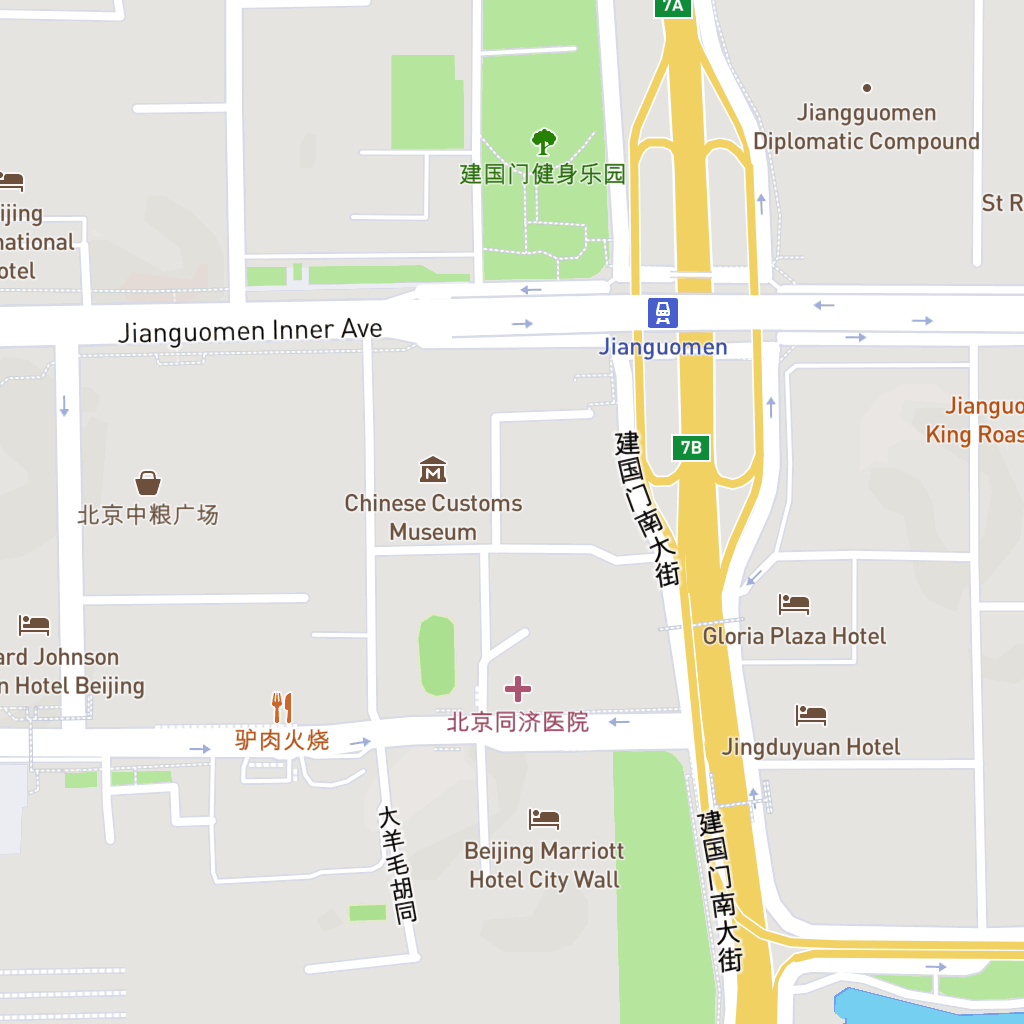 7A
Jiangguomen
Diplomatic Compound
建国门健身乐园
St R
ijing
national
otel
Jianguomen Inner Ave
Jianguomen
Jianguo
King Roas
7B
建国门南大街
Chinese Customs
Museum
北京中粮广场
Gloria Plaza Hotel
ard Johnson
n Hotel Beijing
北京同济医院
驴肉火烧
Jingduyuan Hotel
大羊毛胡同
Beijing Marriott
Hotel City Wall
建国门南大街